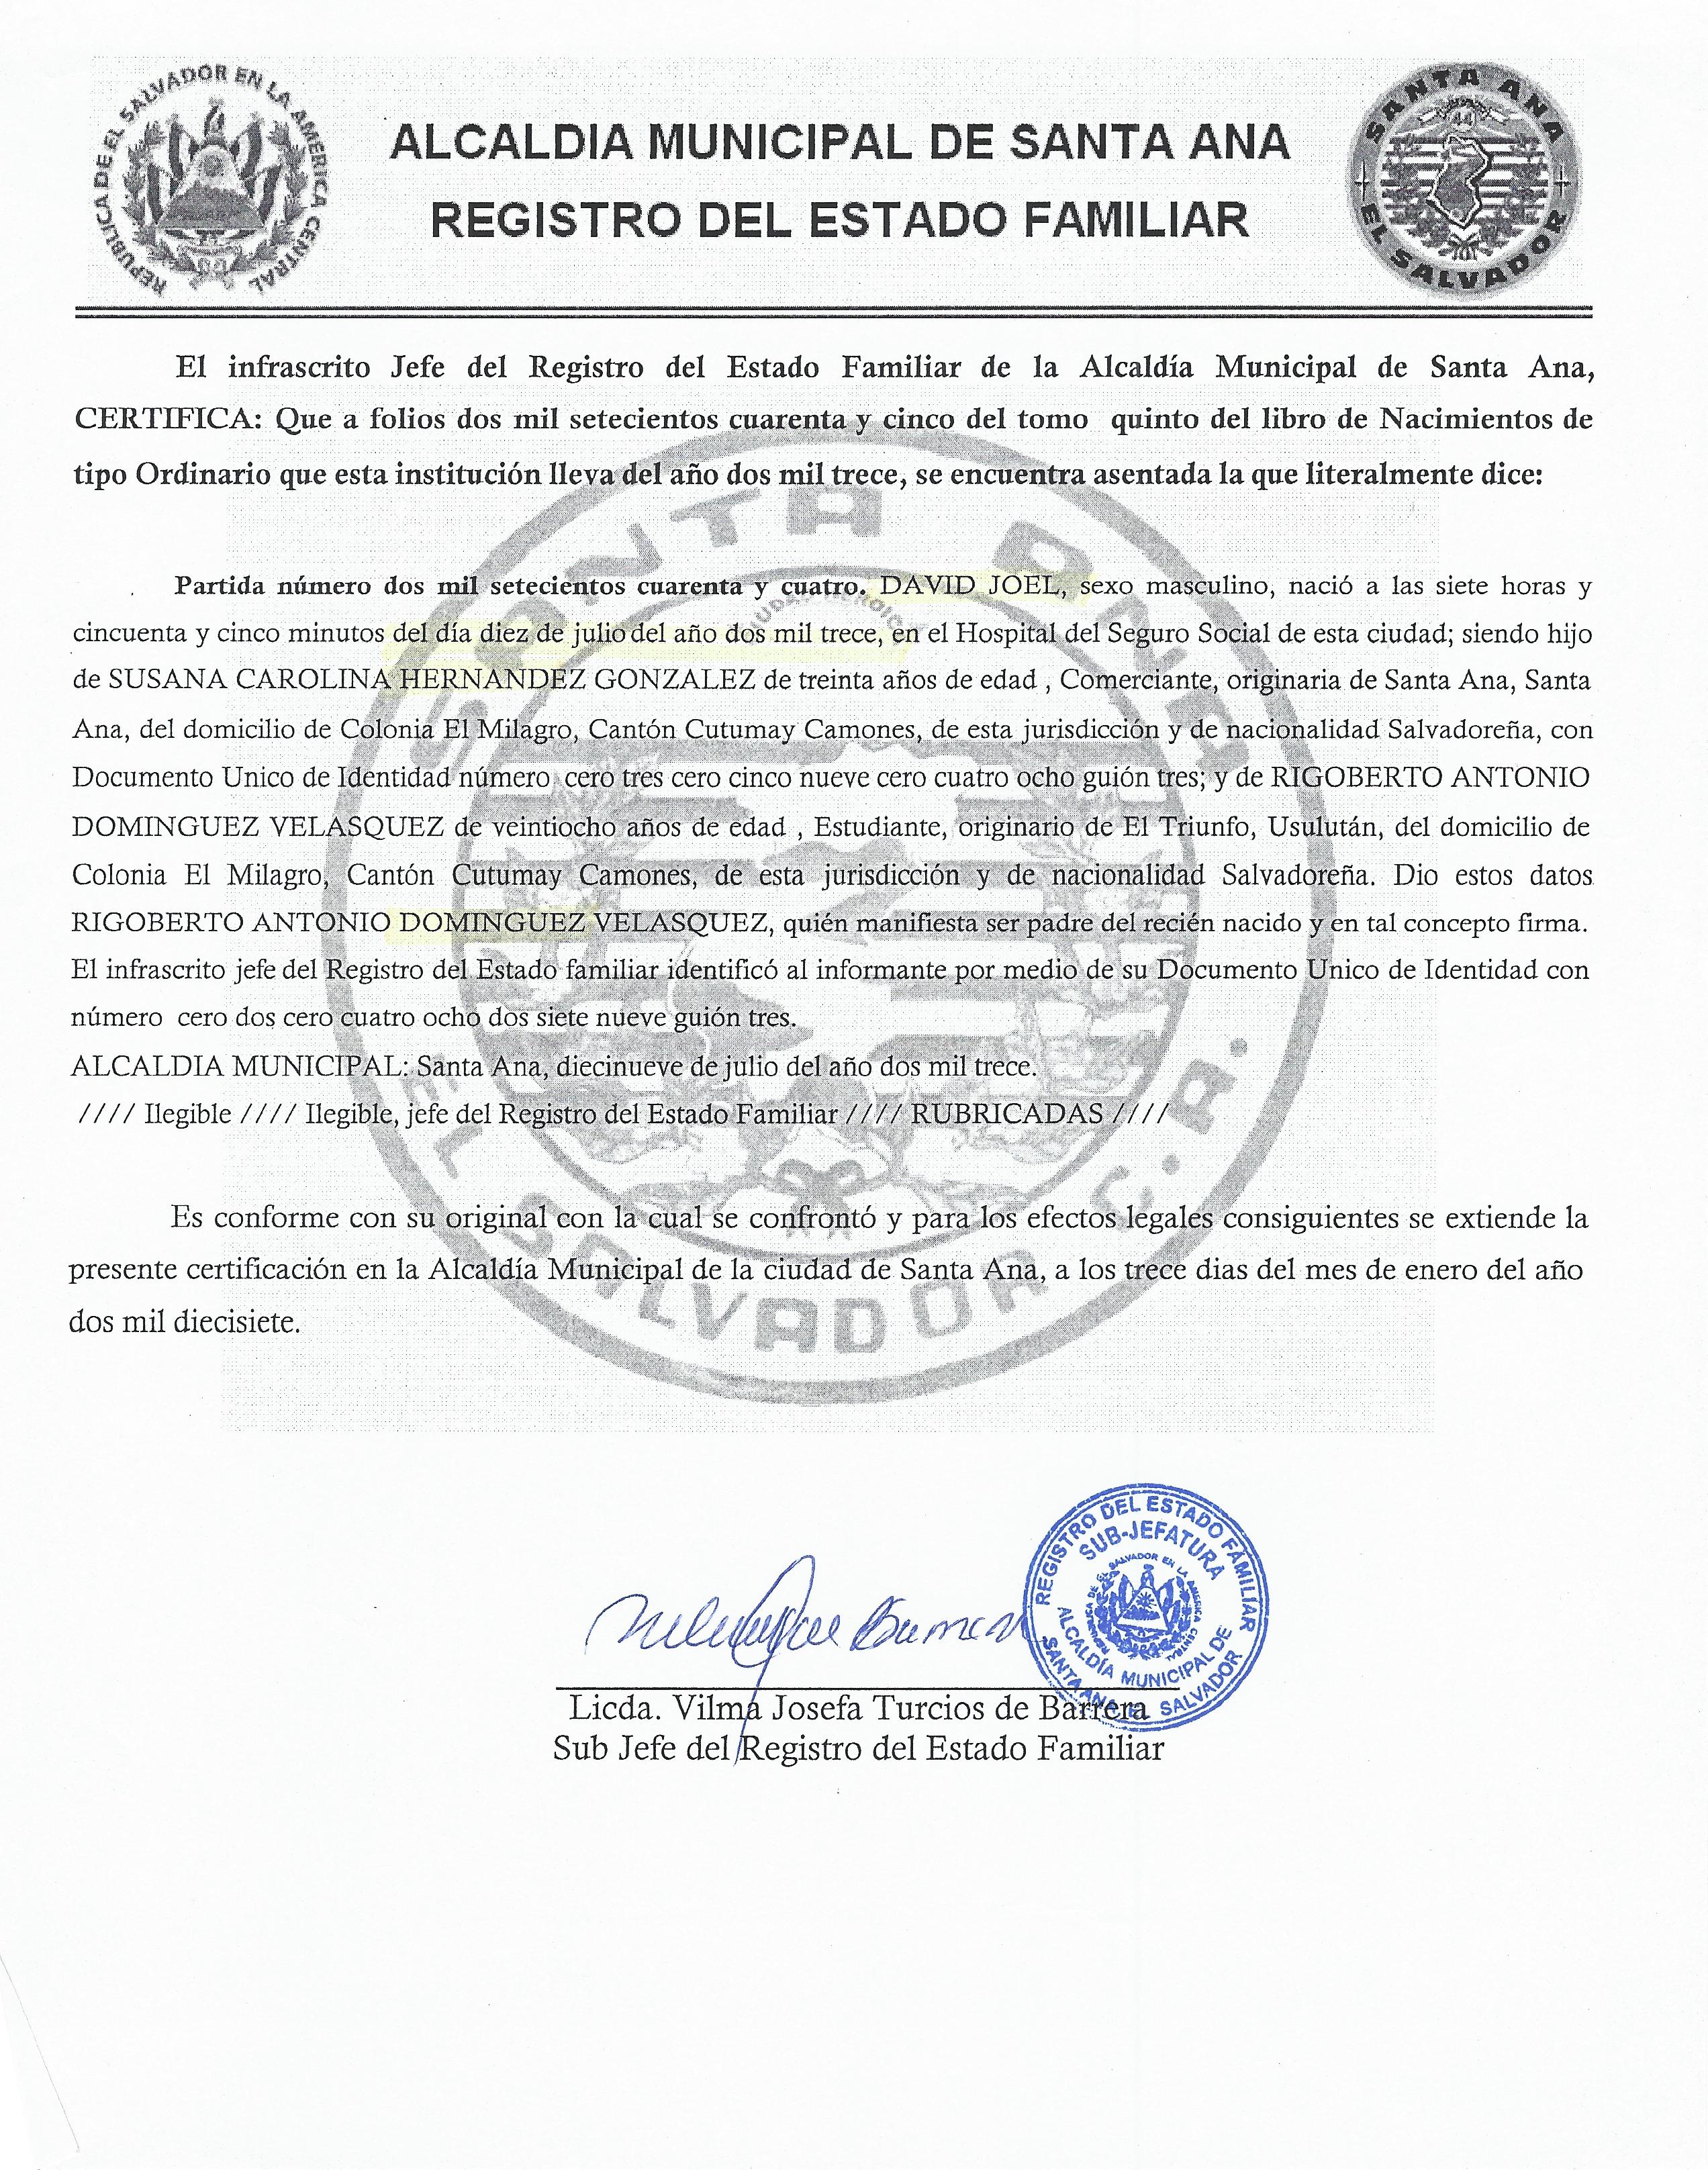 REPUBLICA DE EL SALVADOR EN LA AMERICA CENTRAL
ALCALDIA MUNICIPAL DE SANTA ANA
REGISTRO DEL ESTADO FAMILIAR
SANTA ANA
EL SALVADOR
El infrascrito Jefe del Registro del Estado Familiar de la Alcaldía Municipal de Santa Ana,
CERTIFICA: Que a folios dos mil setecientos cuarenta y cinco del tomo quinto del libro de Nacimientos de
tipo Ordinario que esta institución lleva del año dos mil trece, se encuentra asentada la que literalmente dice:
Partida número dos mil setecientos cuarenta y cuatro. DAVID JOEL, sexo masculino, nació a las siete horas y
cincuenta y cinco minutos del día diez de julio del año dos mil trece, en el Hospital del Seguro Social de esta ciudad; siendo hijo
de SUSANA CAROLINA HERNANDEZ GONZALEZ de treinta años de edad , Comerciante, originaria de Santa Ana, Santa
Ana, del domicilio de Colonia El Milagro, Cantón Cutumay Camones, de esta jurisdicción y de nacionalidad Salvadoreña, con
Documento Unico de Identidad número cero tres cero cinco nueve cero cuatro ocho guión tres; y de RIGOBERTO ANTONIO
DOMINGUEZ VELASQUEZ de veintiocho años de edad , Estudiante, originario de El Triunfo, Usulután, del domicilio de
Colonia El Milagro, Cantón Cutumay Camones, de esta jurisdicción y de nacionalidad Salvadoreña. Dio estos datos
RIGOBERTO ANTONIO DOMINGUEZ VELASQUEZ, quién manifiesta ser padre del recién nacido y en tal concepto firma.
El infrascrito jefe del Registro del Estado familiar identificó al informante por medio de su Documento Unico de Identidad con
número cero dos cero cuatro ocho dos siete nueve guión tres.
ALCALDIA MUNICIPAL: Santa Ana, diecinueve de julio del año dos mil trece.
//// Ilegible //// Ilegible, jefe del Registro del Estado Familiar //// RUBRICADAS ////
Es conforme con su original con la cual se confrontó y para los efectos legales consiguientes se extiende la
presente certificación en la Alcaldía Municipal de la ciudad de Santa Ana, a los trece dias del mes de enero del año
dos mil diecisiete.
SANTA ANA
EL SALVADOR C.A.
REGISTRO DEL ESTADO FAMILIAR
SUB-JEFATURA
ALCALDÍA MUNICIPAL DE
SANTA ANA, EL SALVADOR
Licda. Vilma Josefa Turcios de Barrera
Sub Jefe del Registro del Estado Familiar